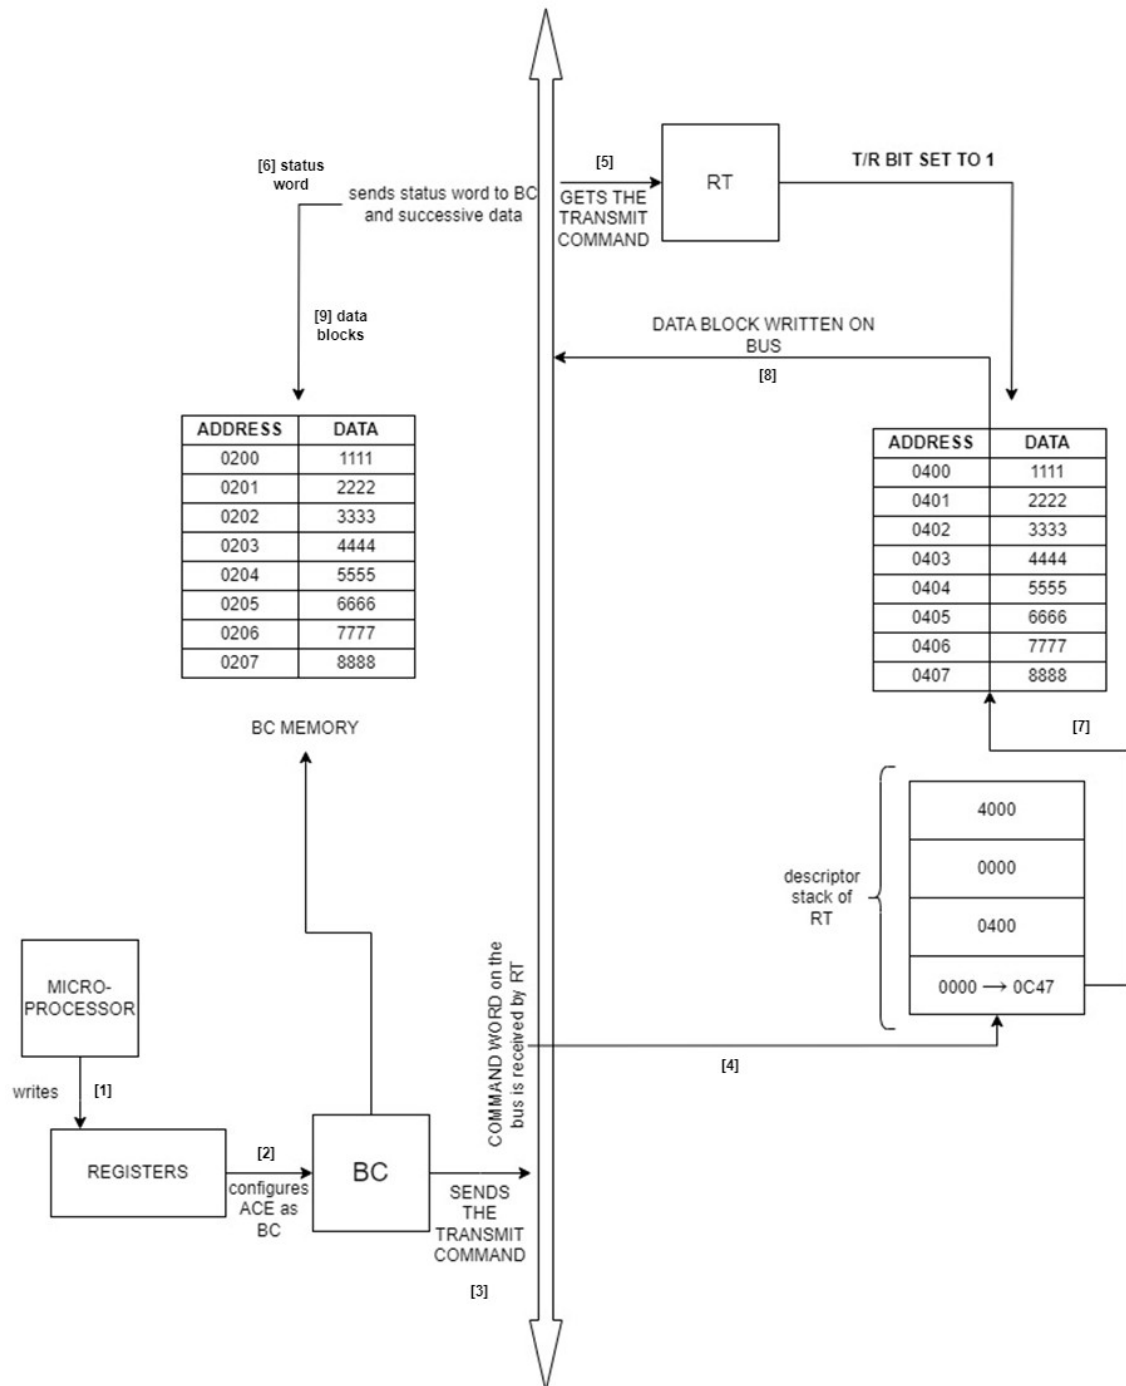 [5]
RT
T/R BIT SET TO 1
[6] status
word
sends status word to BC
and successive data
GETS THE
TRANSMIT
COMMAND
[9] data
blocks
DATA BLOCK WRITTEN ON
BUS
[8]
ADDRESS DATA
0200 1111
0201 2222
0202 3333
0203 4444
0204 5555
0205 6666
0206 7777
0207 8888
BC MEMORY
ADDRESS DATA
0400 1111
0401 2222
0402 3333
0403 4444
0404 5555
0405 6666
0406 7777
0407 8888
[7]
descriptor
stack of
RT
4000
0000
0400
0000 → 0C47
MICRO-
PROCESSOR
writes
[1]
REGISTERS
[2]
configures
ACE as
BC
BC
SENDS
THE
TRANSMIT
COMMAND
[3]
COMMAND WORD on the
bus is received by RT
[4]